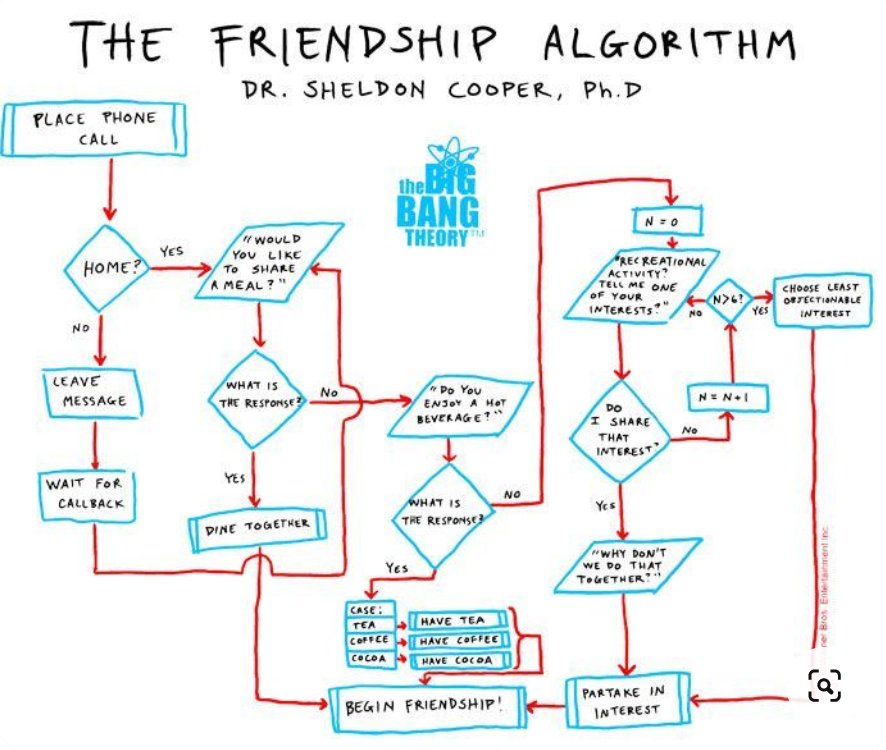 THE FRIENDSHIP ALGORITHM
DR. SHELDON COOPER, Ph.D
the BIG
BANG
THEORY™
PLACE PHONE
CALL
HOME?
YES
NO
LEAVE
MESSAGE
WAIT FOR
CALLBACK
"WOULD
YOU LIKE
TO SHARE
A MEAL?"
WHAT IS
THE RESPONSE?
NO
YES
DINE TOGETHER
"DO YOU
ENJOY A HOT
BEVERAGE?"
WHAT IS
THE RESPONSE?
NO
YES
CASE:
TEA
HAVE TEA
COFFEE
HAVE COFFEE
COCOA
HAVE COCOA
N = 0
"RECREATIONAL
ACTIVITY?
TELL ME ONE
OF YOUR
INTERESTS?"
N>6?
NO
YES
CHOOSE LEAST
OBJECTIONABLE
INTEREST
N = N+1
DO
I SHARE
THAT
INTEREST?
NO
YES
"WHY DON'T
WE DO THAT
TOGETHER?"
PARTAKE IN
INTEREST
BEGIN FRIENDSHIP!
Bros. Entertainment Inc.